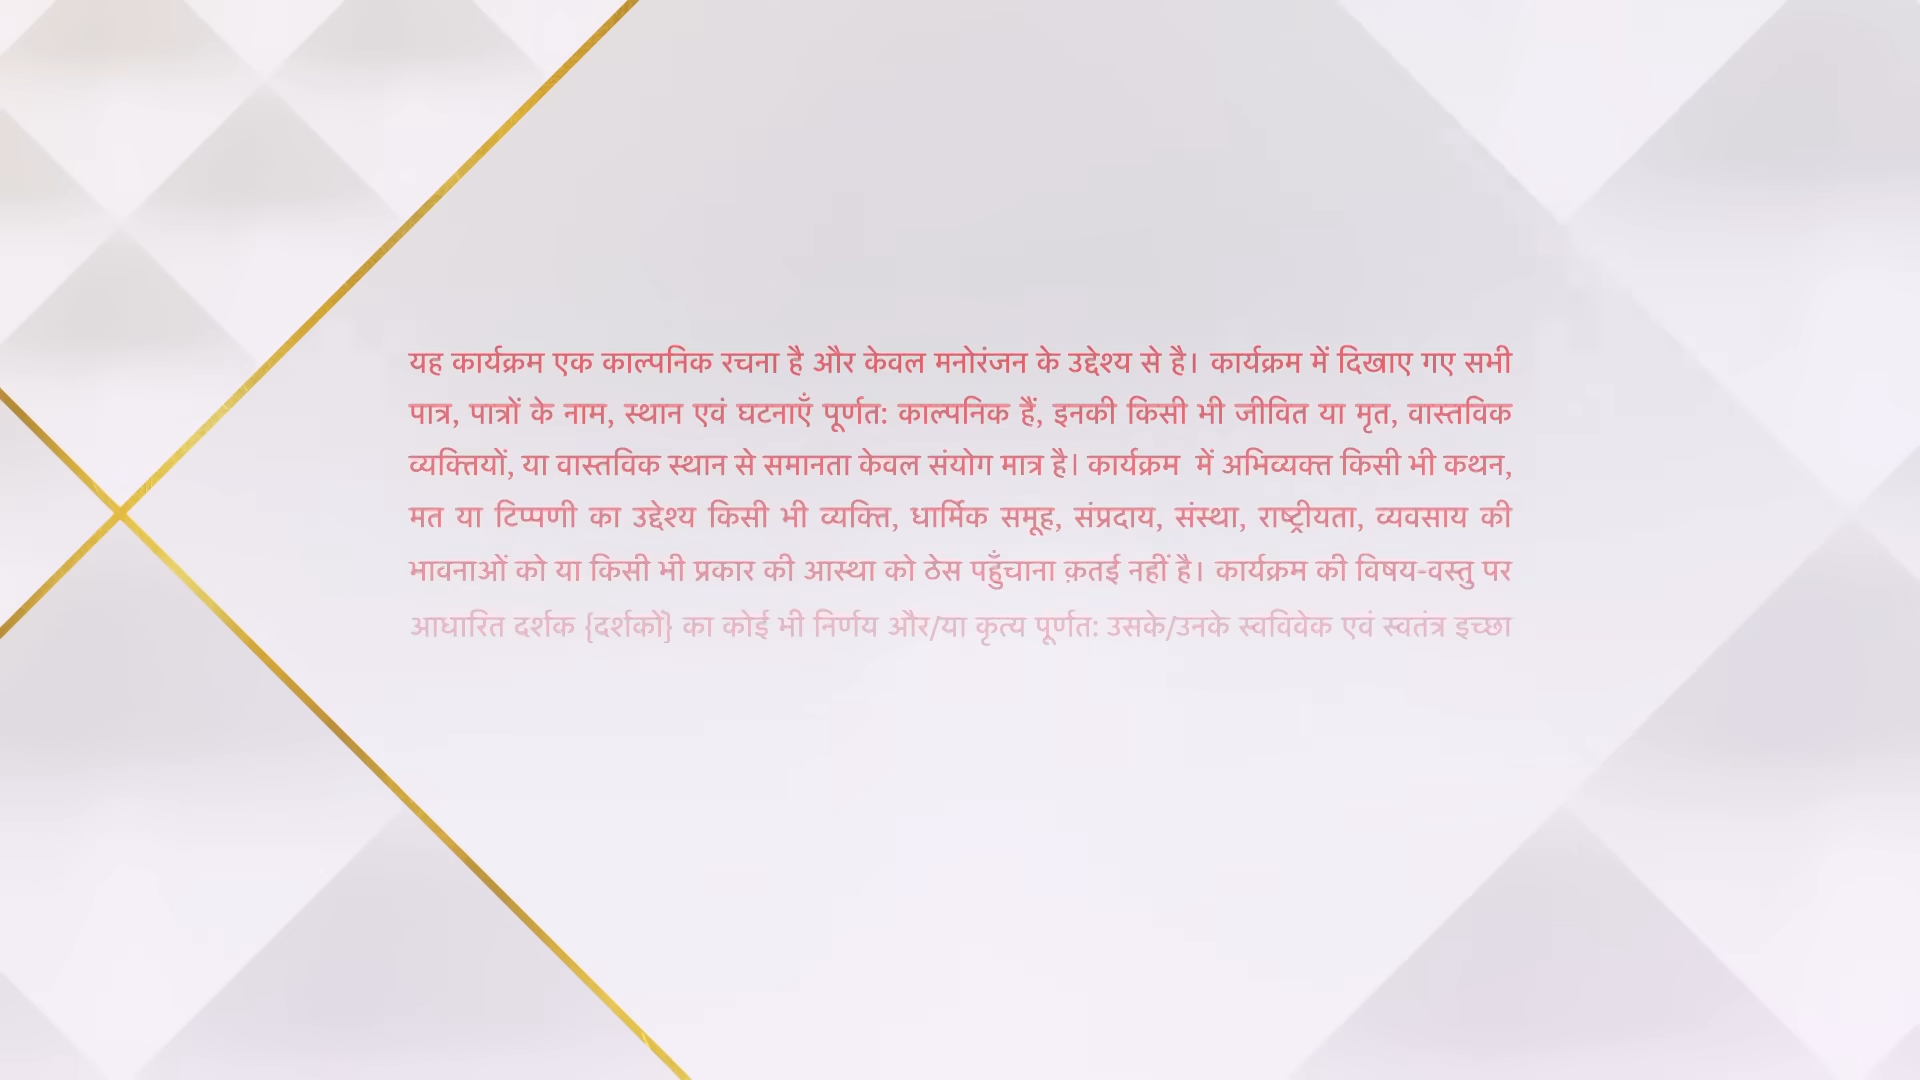 यह कार्यक्रम एक काल्पनिक रचना है और केवल मनोरंजन के उद्देश्य से है। कार्यक्रम में दिखाए गए सभी
पात्र, पात्रों के नाम, स्थान एवं घटनाएँ पूर्णत: काल्पनिक हैं, इनकी किसी भी जीवित या मृत, वास्तविक
व्यक्तियों, या वास्तविक स्थान से समानता केवल संयोग मात्र है। कार्यक्रम में अभिव्यक्त किसी भी कथन,
मत या टिप्पणी का उद्देश्य किसी भी व्यक्ति, धार्मिक समूह, संप्रदाय, संस्था, राष्ट्रीयता, व्यवसाय की
भावनाओं को या किसी भी प्रकार की आस्था को ठेस पहुँचाना क़तई नहीं है। कार्यक्रम की विषय-वस्तु पर
आधारित दर्शक {दर्शकों} का कोई भी निर्णय और/या कृत्य पूर्णत: उसके/उनके स्वविवेक एवं स्वतंत्र इच्छा